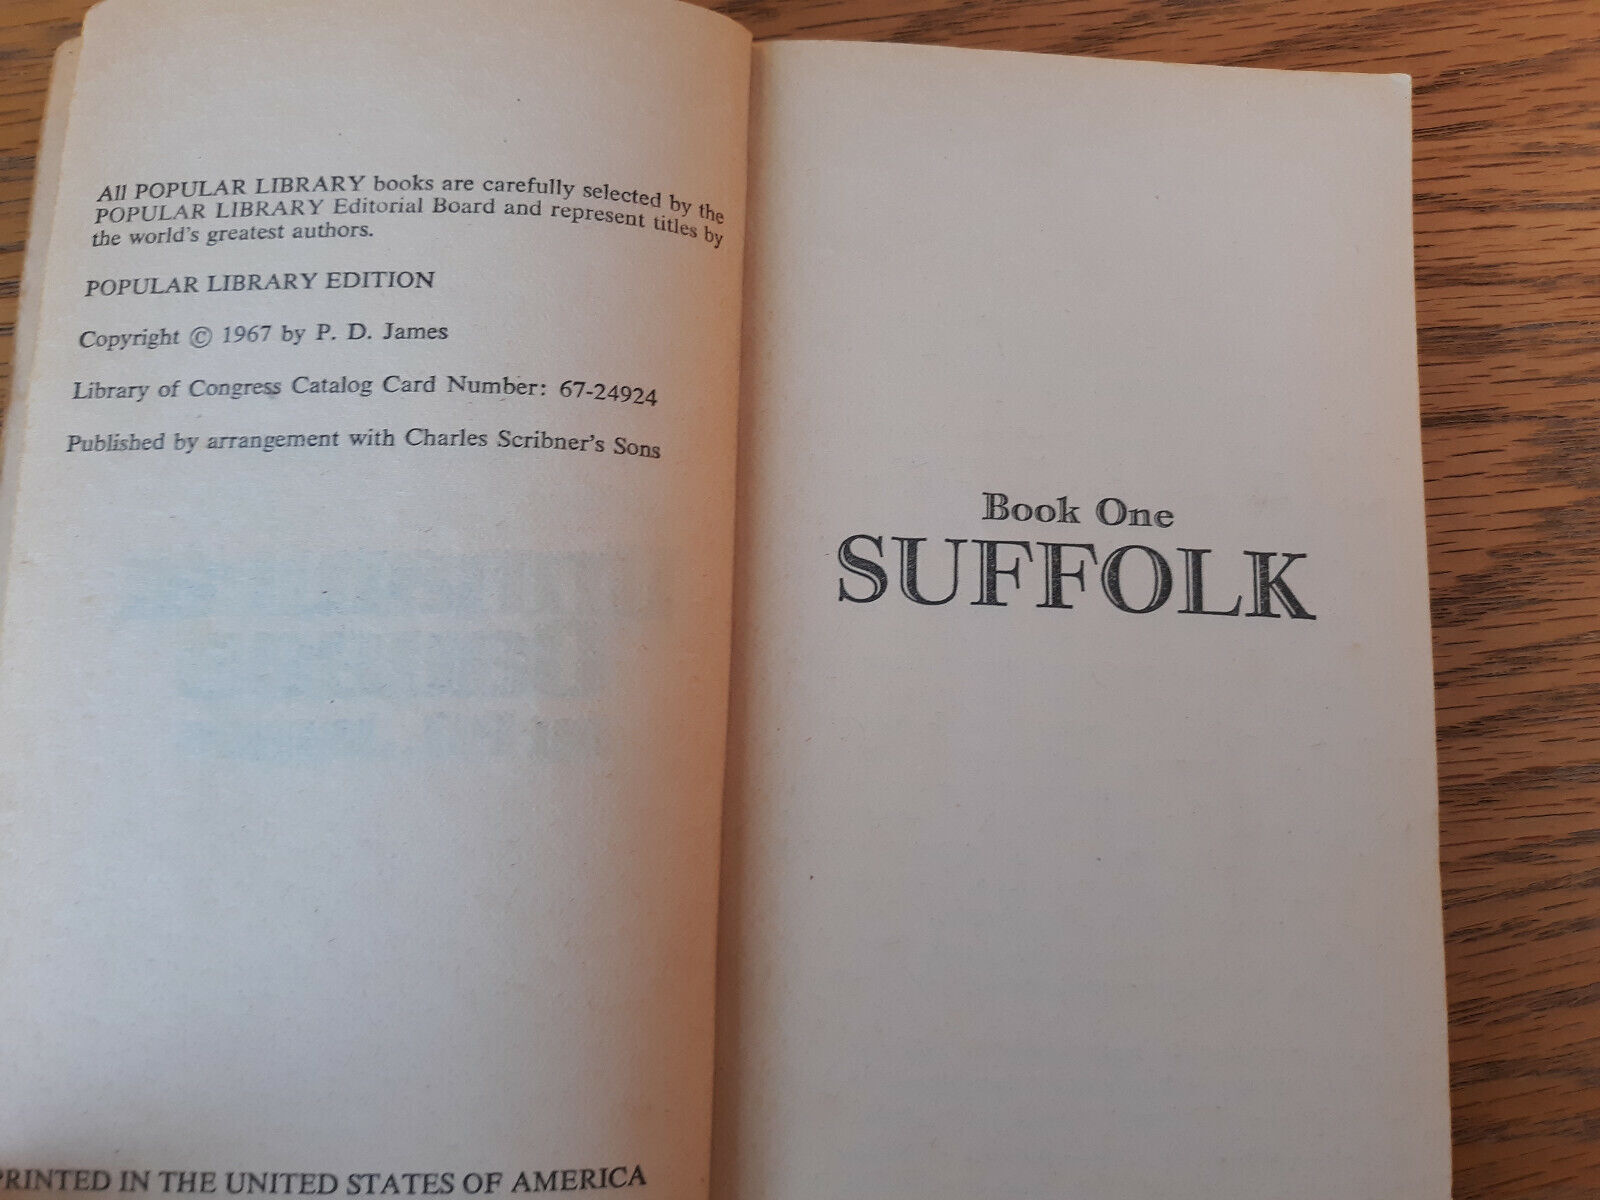 All POPULAR LIBRARY books are carefully selected by the
POPULAR LIBRARY Editorial Board and represent titles by
the world's greatest authors.
POPULAR LIBRARY EDITION
Copyright © 1967 by P. D. James
Library of Congress Catalog Card Number: 67-24924
Published by arrangement with Charles Scribner's Sons
PRINTED IN THE UNITED STATES OF AMERICA
Book One
SUFFOLK